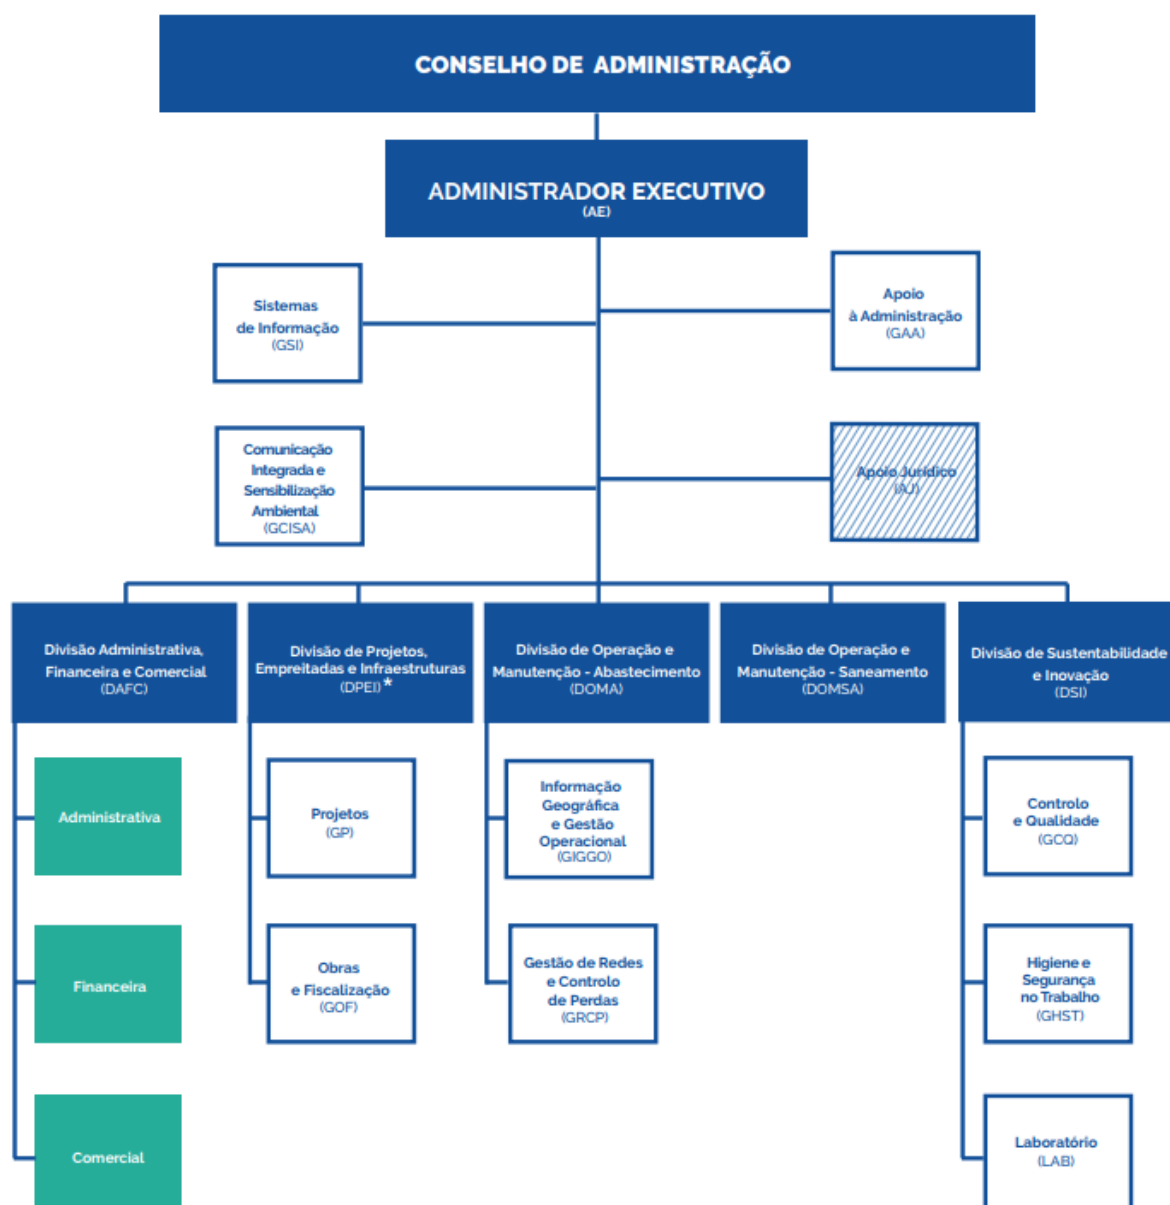 CONSELHO DE ADMINISTRAÇÃO
ADMINISTRADOR EXECUTIVO
(AE)
Sistemas
de Informação
(GSI)
Apoio
à Administração
(GAA)
Comunicação
Integrada e
Sensibilização
Ambiental
(GCISA)
Apoio Jurídico
(AJ)
Divisão Administrativa,
Financeira e Comercial
(DAFC)
Divisão de Projetos,
Empreitadas e Infraestruturas
(DPEI)*
Divisão de Operação e
Manutenção - Abastecimento
(DOMA)
Divisão de Operação e
Manutenção - Saneamento
(DOMSA)
Divisão de Sustentabilidade
e Inovação
(DSI)
Administrativa
Projetos
(GP)
Informação
Geográfica
e Gestão
Operacional
(GIGGO)
Controlo
e Qualidade
(GCQ)
Financeira
Obras
e Fiscalização
(GOF)
Gestão de Redes
e Controlo
de Perdas
(GRCP)
Higiene e
Segurança
no Trabalho
(GHST)
Comercial
Laboratório
(LAB)